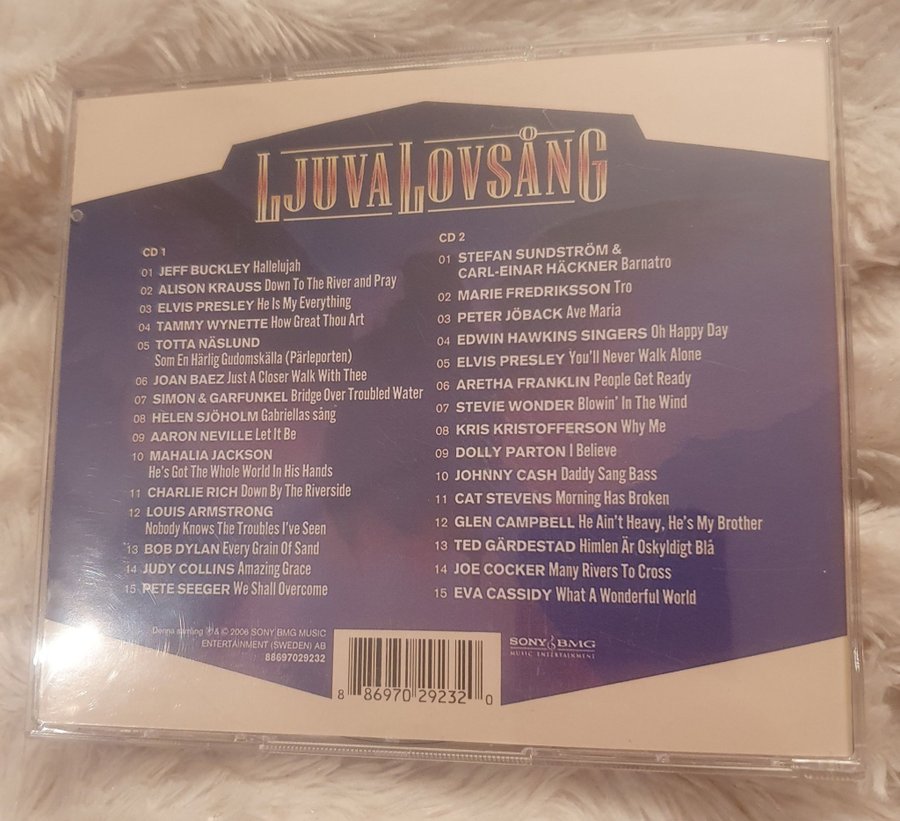 LJUVA LOVSÅNG
CD 1
01 JEFF BUCKLEY Hallelujah
02 ALISON KRAUSS Down To The River and Pray
03 ELVIS PRESLEY He Is My Everything
04 TAMMY WYNETTE How Great Thou Art
05 TOTTA NÄSLUND
Som En Härlig Gudomskälla (Pärleporten)
06 JOAN BAEZ Just A Closer Walk With Thee
07 SIMON & GARFUNKEL Bridge Over Troubled Water
08 HELEN SJÖHOLM Gabriellas sång
09 AARON NEVILLE Let It Be
10 MAHALIA JACKSON
He's Got The Whole World In His Hands
11 CHARLIE RICH Down By The Riverside
12 LOUIS ARMSTRONG
Nobody Knows The Troubles I've Seen
13 BOB DYLAN Every Grain Of Sand
14 JUDY COLLINS Amazing Grace
15 PETE SEEGER We Shall Overcome
CD 2
01 STEFAN SUNDSTRÖM &
CARL-EINAR HÄCKNER Barnatro
02 MARIE FREDRIKSSON Tro
03 PETER JÖBACK Ave Maria
04 EDWIN HAWKINS SINGERS Oh Happy Day
05 ELVIS PRESLEY You'll Never Walk Alone
06 ARETHA FRANKLIN People Get Ready
07 STEVIE WONDER Blowin' In The Wind
08 KRIS KRISTOFFERSON Why Me
09 DOLLY PARTON I Believe
10 JOHNNY CASH Daddy Sang Bass
11 CAT STEVENS Morning Has Broken
12 GLEN CAMPBELL He Ain't Heavy, He's My Brother
13 TED GÄRDESTAD Himlen Är Oskyldigt Blå
14 JOE COCKER Many Rivers To Cross
15 EVA CASSIDY What A Wonderful World
Denna samling ℗ & © 2006 SONY BMG MUSIC
ENTERTAINMENT (SWEDEN) AB
88697029232
8 86970 29232 0
SONY BMG
MUSIC ENTERTAINMENT